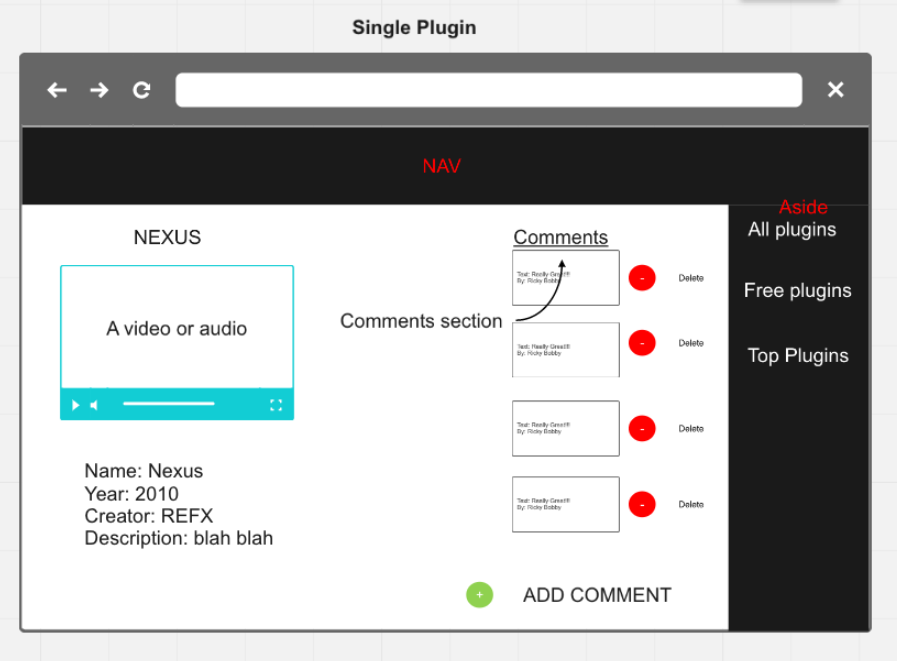 Single Plugin
NAV
Aside
NEXUS
Comments
All plugins
Text: Really Great!!!
By: Ricky Bobby
-
Delete
Free plugins
A video or audio
Comments section
Text: Really Great!!!
By: Ricky Bobby
-
Delete
Top Plugins
Text: Really Great!!!
By: Ricky Bobby
-
Delete
Name: Nexus
Year: 2010
Creator: REFX
Description: blah blah
Text: Really Great!!!
By: Ricky Bobby
-
Delete
+
ADD COMMENT